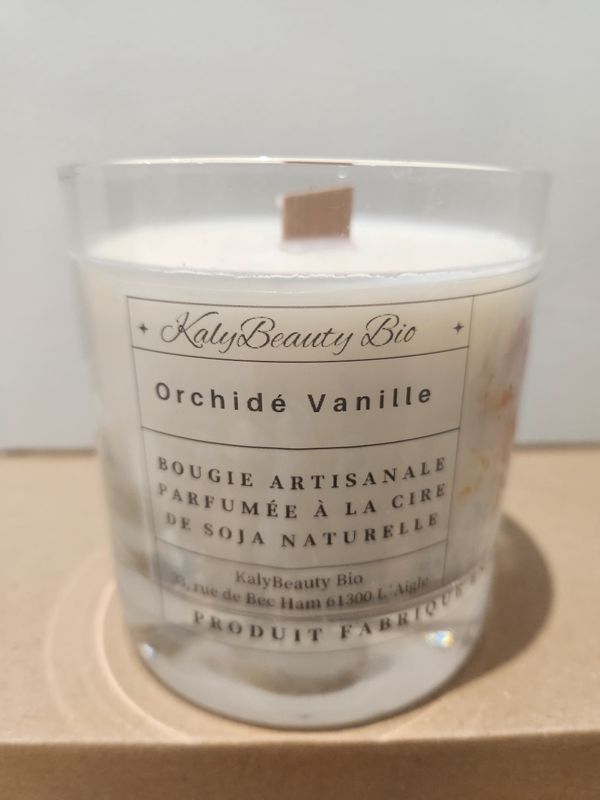 KalyBeauty Bio
Orchidé Vanille
BOUGIE ARTISANALE
PARFUMÉE À LA CIRE
DE SOJA NATURELLE
KalyBeauty Bio
rue de Bec Ham 61300 L'Aigle
PRODUIT FABRIQUÉ